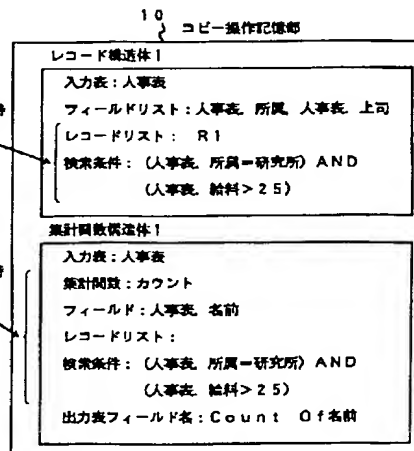 10
コピー操作記憶部
レコード構造体1
入力表：人事表
フィールドリスト：人事表．所属，人事表．上司
時
レコードリスト： R1
検索条件：（人事表．所属＝研究所）AND
（人事表．給料＞25）
集計関数構造体1
入力表：人事表
時
集計関数：カウント
フィールド：人事表．名前
レコードリスト：
検索条件：（人事表．所属＝研究所）AND
（人事表．給料＞25）
出力表フィールド名：Count Of名前